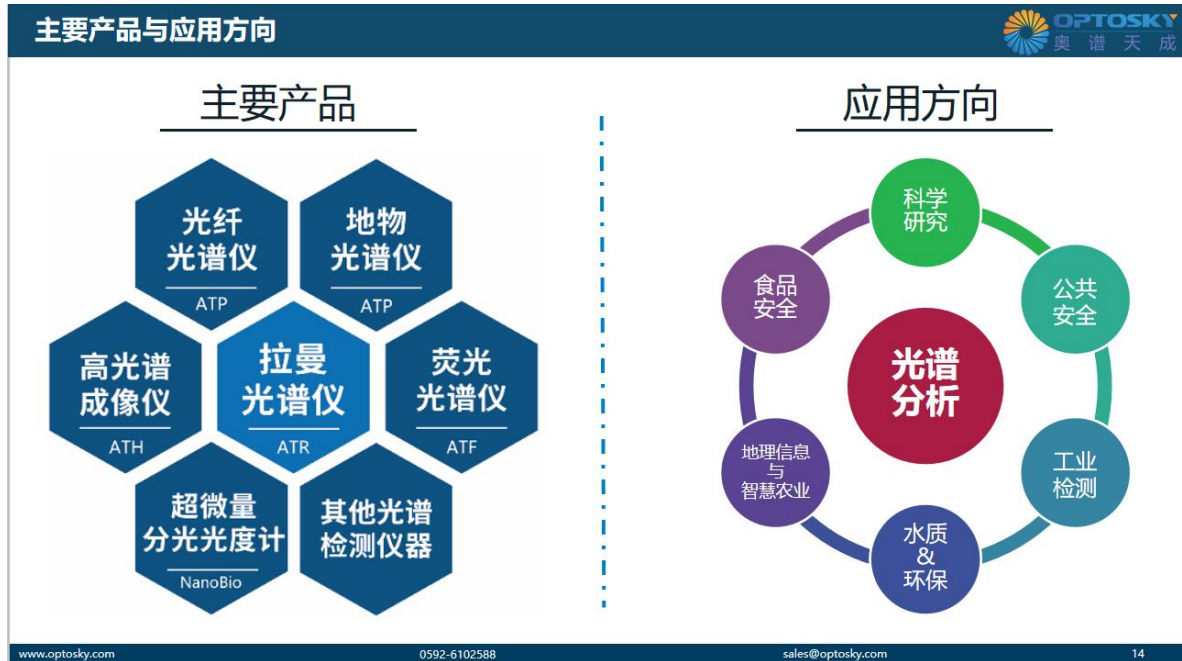 主要产品与应用方向
OPTOSKY
奥谱天成
主要产品
光纤
光谱仪
ATP
地物
光谱仪
ATP
高光谱
成像仪
ATH
拉曼
光谱仪
ATR
荧光
光谱仪
ATF
超微量
分光光度计
NanoBio
其他光谱
检测仪器
应用方向
科学
研究
公共
安全
工业
检测
水质
&
环保
地理信息
与
智慧农业
食品
安全
光谱
分析
www.optosky.com
0592-6102588
sales@optosky.com
14